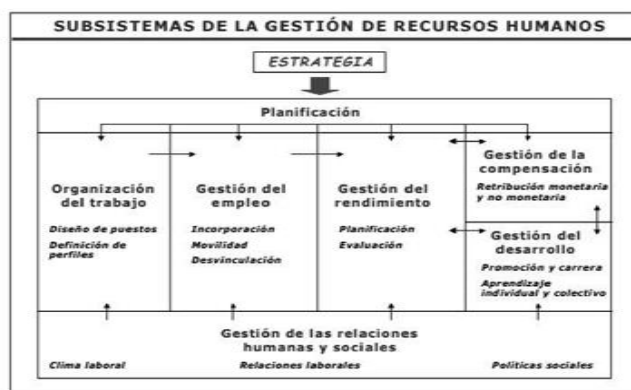 SUBSISTEMAS DE LA GESTIÓN DE RECURSOS HUMANOS
ESTRATEGIA
Planificación
Organización
del trabajo
Diseño de puestos
Definición de
perfiles
Gestión del
empleo
Incorporación
Movilidad
Desvinculación
Gestión del
rendimiento
Planificación
Evaluación
Gestión de la
compensación
Retribución monetaria
y no monetaria
Gestión del
desarrollo
Promoción y carrera
Aprendizaje
individual y colectivo
Gestión de las relaciones
humanas y sociales
Clima laboral
Relaciones laborales
Políticas sociales